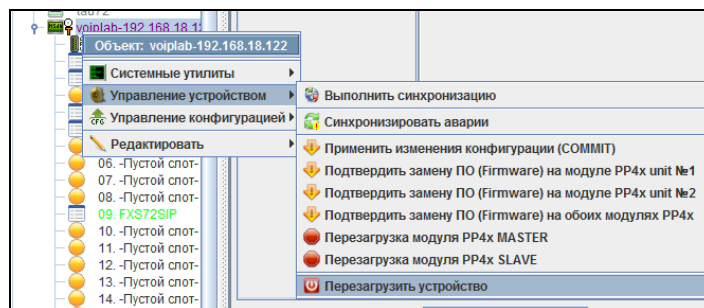 tau72
voiplab-192.168.18.12
Объект: voiplab-192.168.18.122
Системные утилиты
Управление устройством
Управление конфигурацией
Редактировать
Выполнить синхронизацию
Синхронизировать аварии
Применить изменения конфигурации (COMMIT)
Подтвердить замену ПО (Firmware) на модуле PP4x unit №1
Подтвердить замену ПО (Firmware) на модуле PP4x unit №2
Подтвердить замену ПО (Firmware) на обоих модулях PP4x
Перезагрузка модуля PP4x MASTER
Перезагрузка модуля PP4x SLAVE
Перезагрузить устройство
06. -Пустой слот-
07. -Пустой слот-
08. -Пустой слот-
09. FXS72SIP
10. -Пустой слот-
11. -Пустой слот-
12. -Пустой слот-
13. -Пустой слот-
14. -Пустой слот-